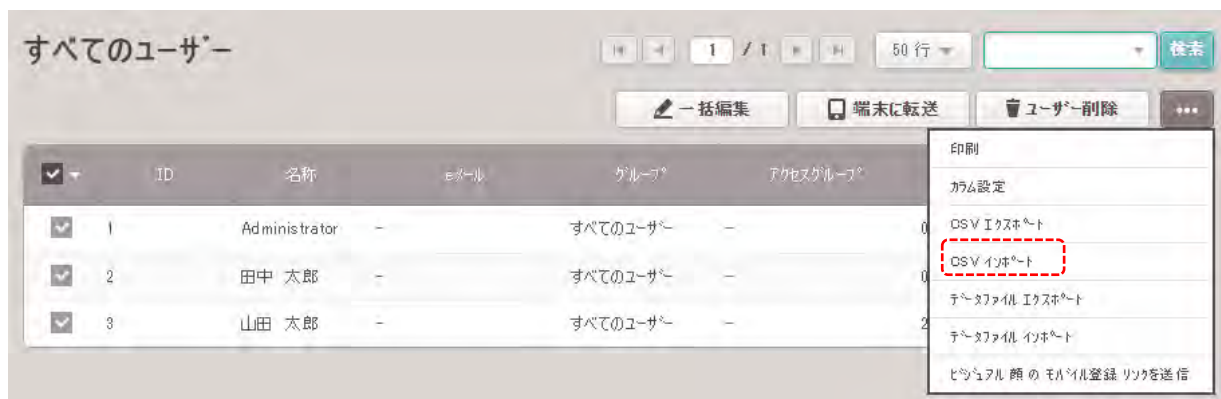 すべてのユーザー
1 / 1
50 行
検索
一括編集
端末に転送
ユーザー削除
...
ID 名称 eメール グループ アクセスグループ
1 Administrator - すべてのユーザー - 0
2 田中 太郎 - すべてのユーザー - 0
3 山田 太郎 - すべてのユーザー - 2
印刷
カラム設定
CSV エクスポート
CSV インポート
データファイル エクスポート
データファイル インポート
ビジュアル 顔 の モバイル登録 リンクを送信